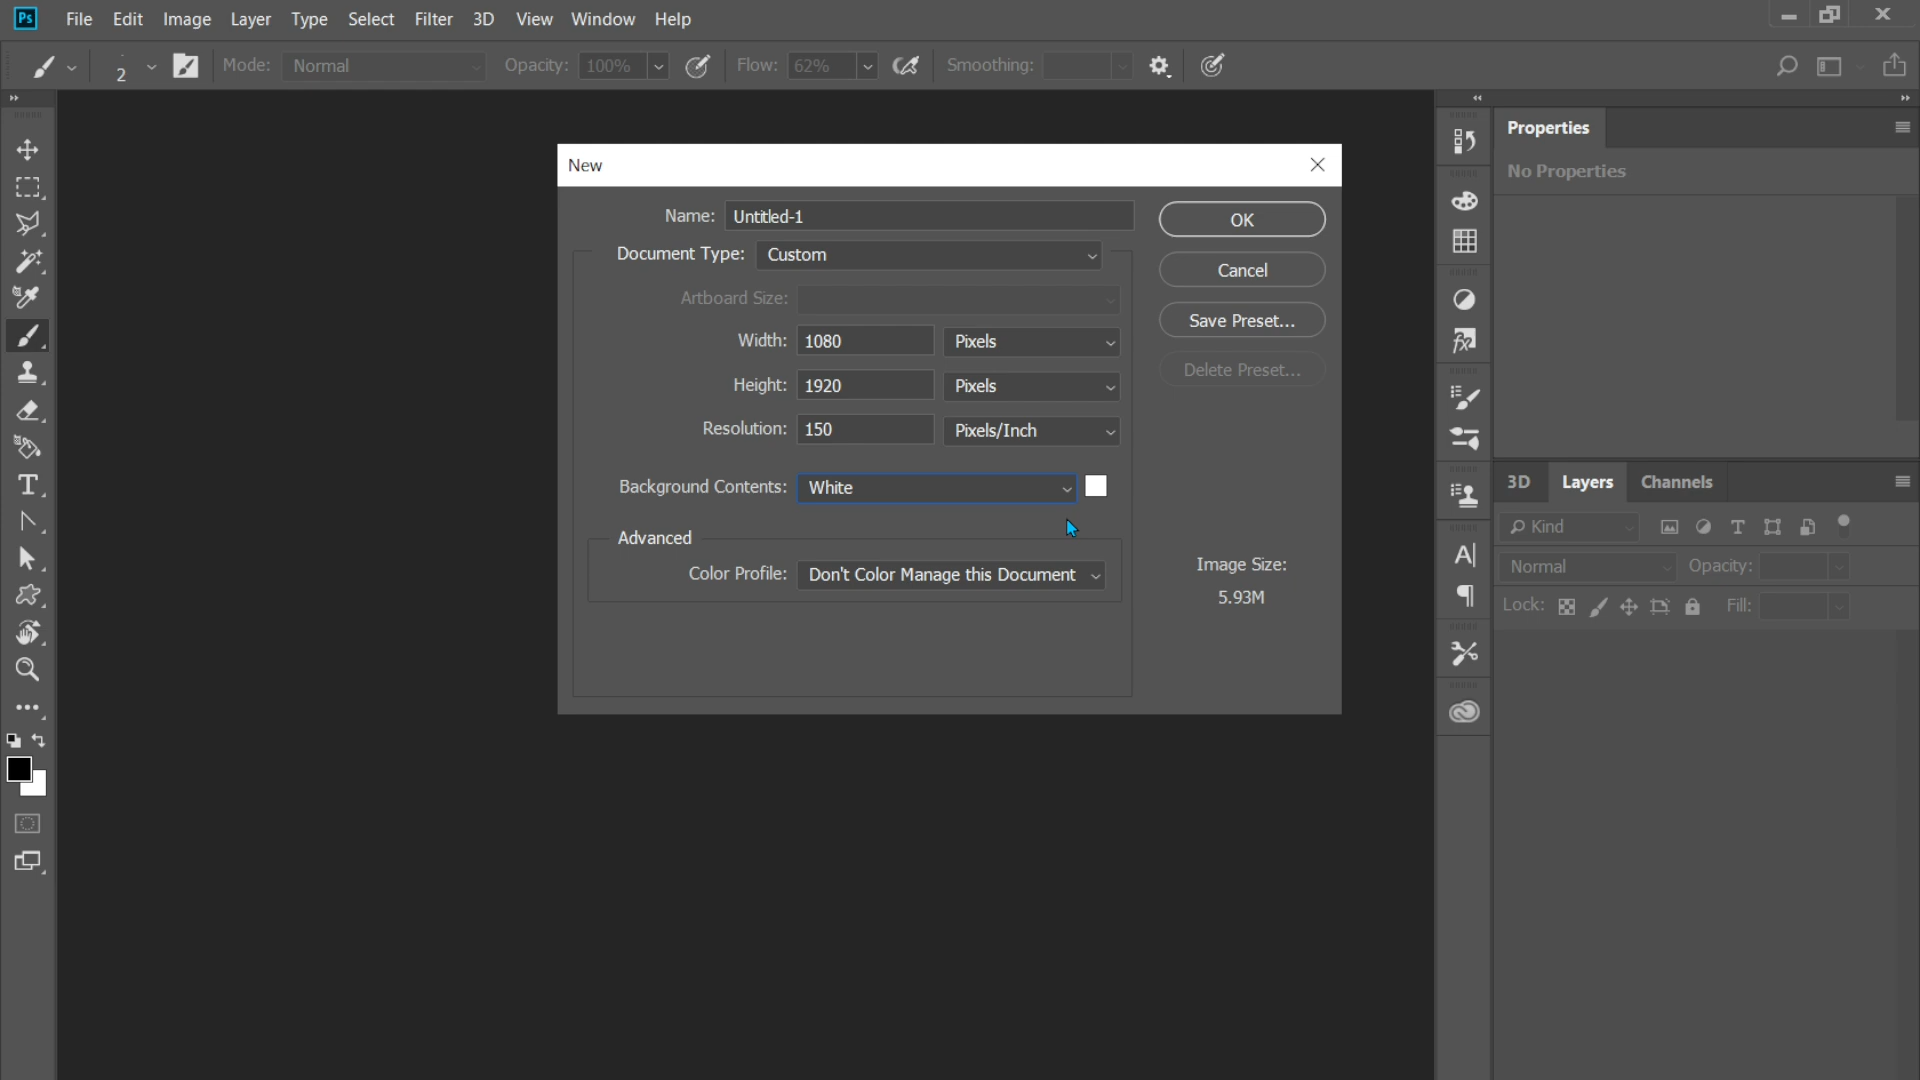 Ps File Edit Image Layer Type Select Filter 3D View Window Help
2 Mode: Normal Opacity: 100% Flow: 62% Smoothing:
New
Name: Untitled-1
OK
Document Type: Custom
Cancel
Artboard Size:
Save Preset...
Width: 1080 Pixels
Delete Preset...
Height: 1920 Pixels
Resolution: 150 Pixels/Inch
Background Contents: White
Advanced
Color Profile: Don't Color Manage this Document
Image Size:
5.93M
Properties
No Properties
3D Layers Channels
Kind
Normal Opacity:
Lock: Fill: